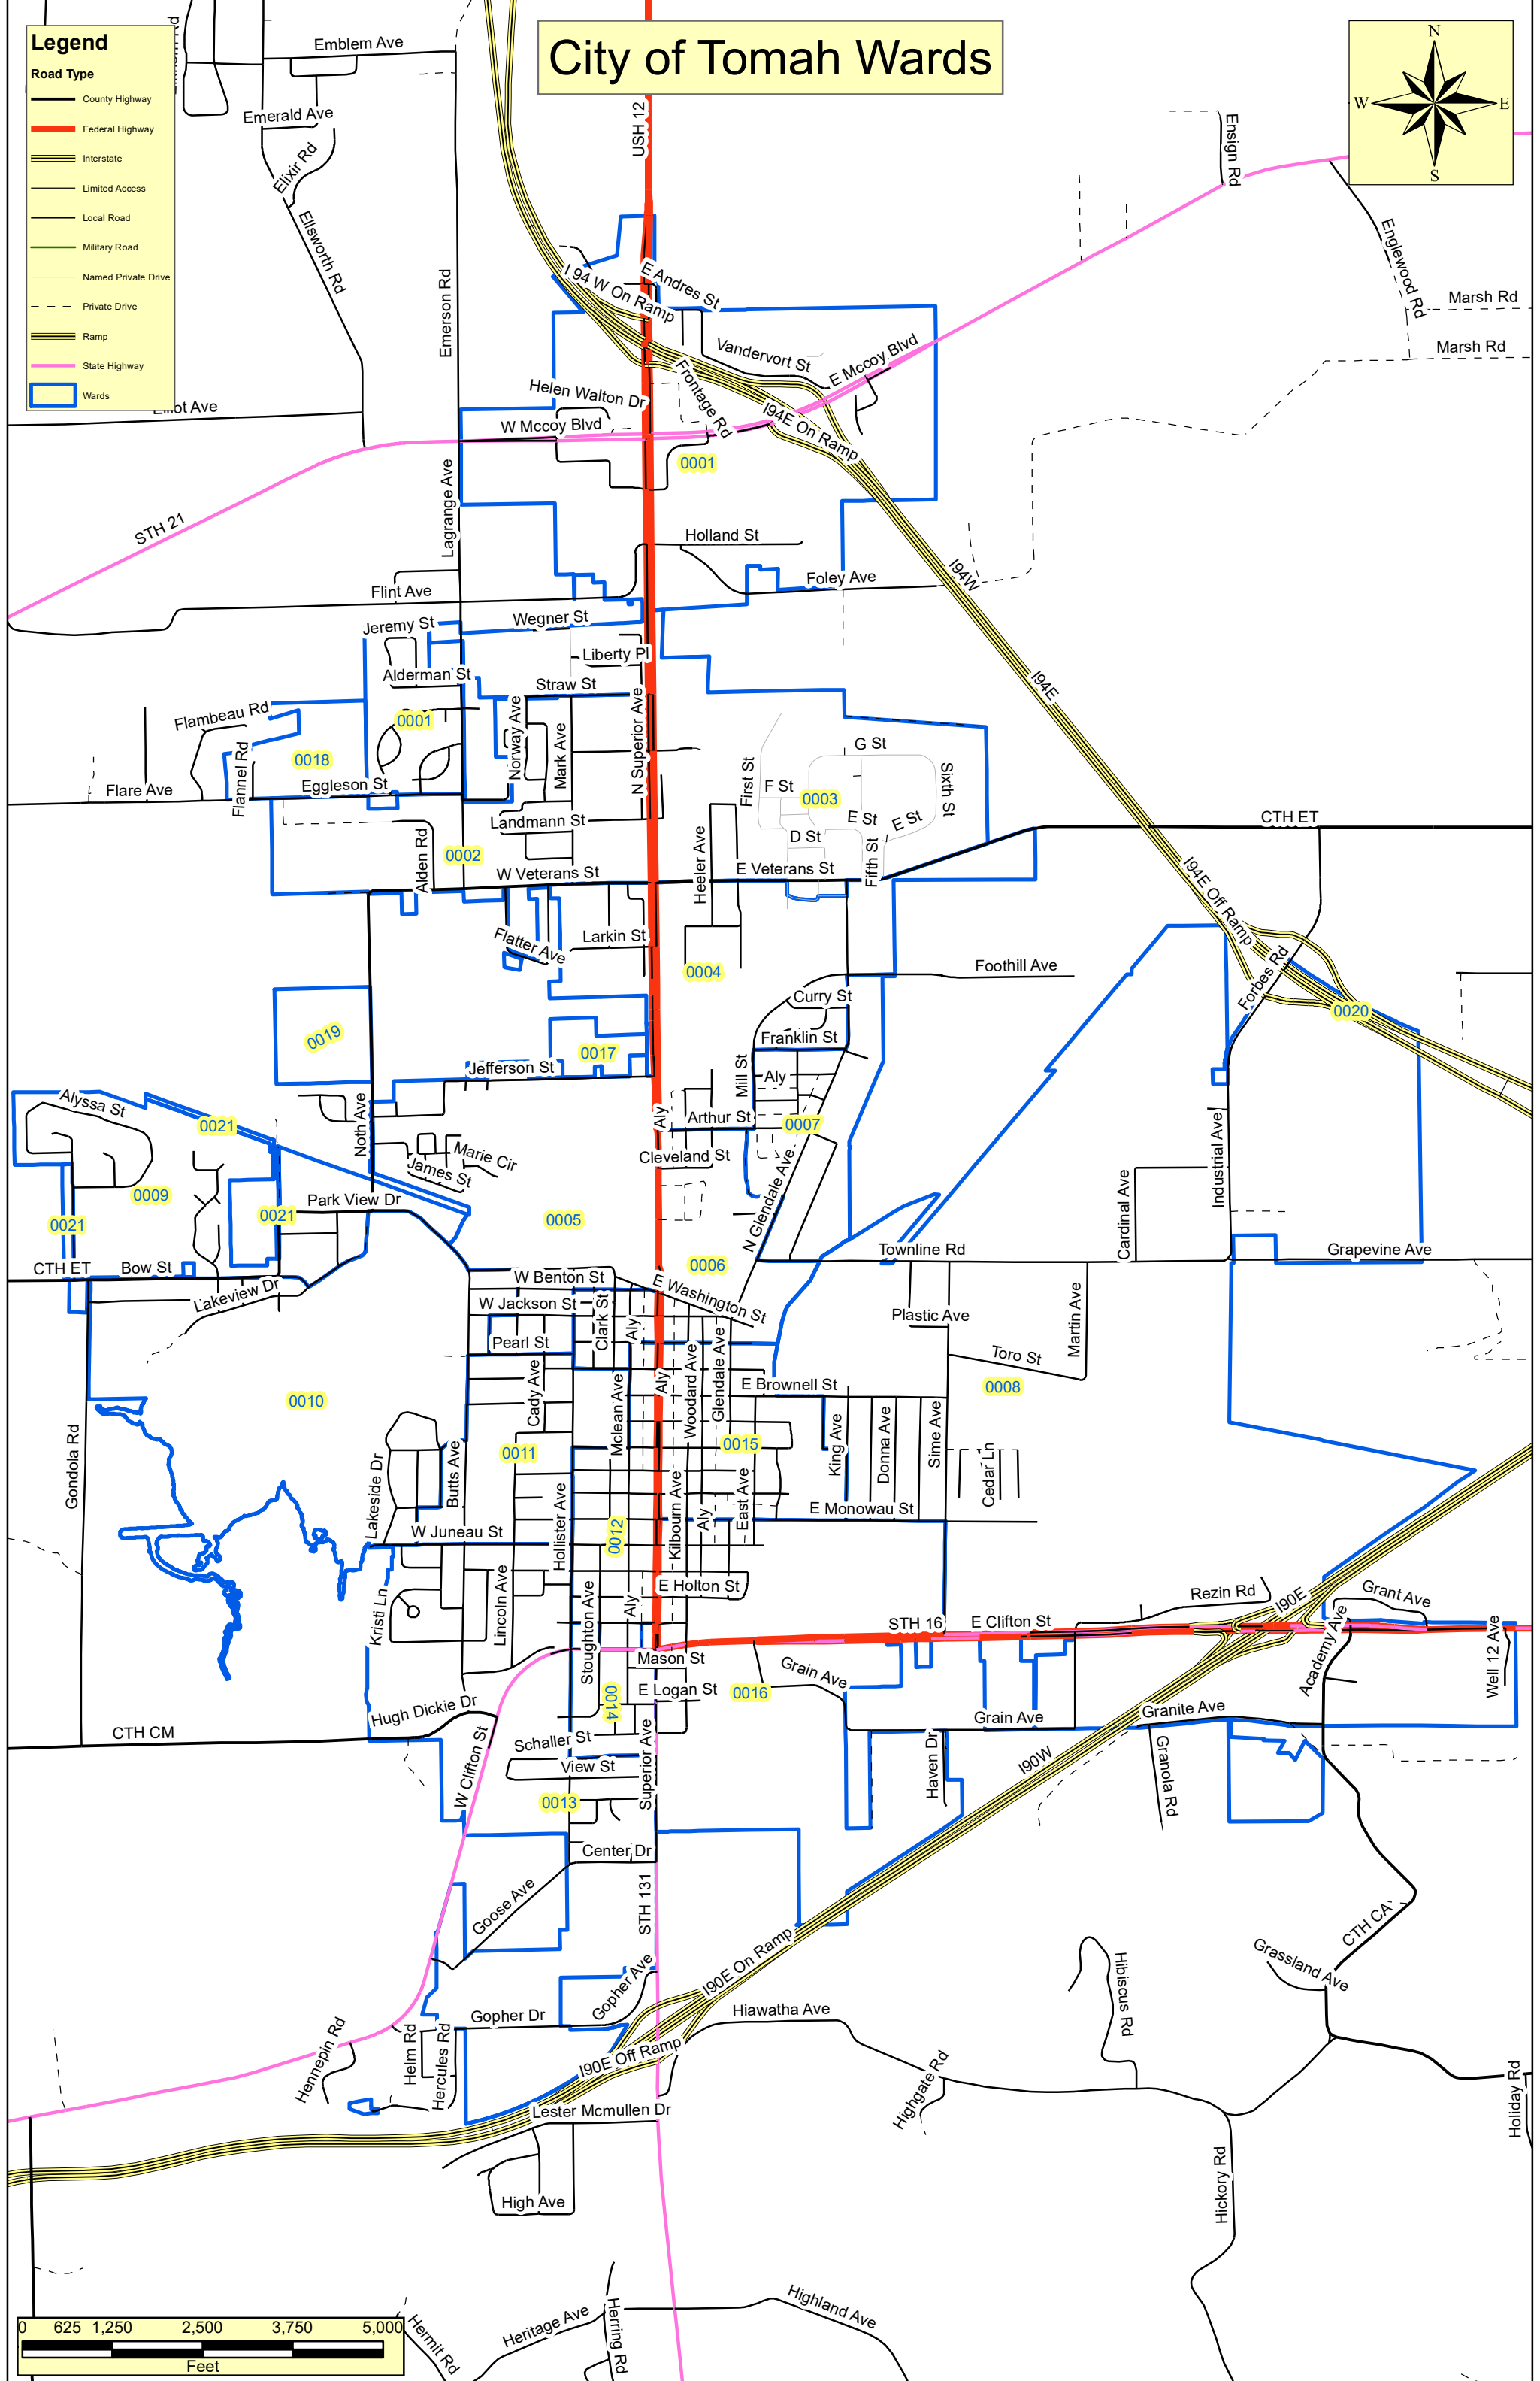 City of Tomah Wards
Legend
Road Type
County Highway
Federal Highway
Interstate
Limited Access
Local Road
Military Road
Named Private Drive
Private Drive
Ramp
State Highway
Wards
N
W
E
S
Emblem Ave
Emerald Ave
Elixir Rd
Ellsworth Rd
Emerson Rd
USH 12
Ensign Rd
Englewood Rd
Marsh Rd
Marsh Rd
E Andres St
I 94 W On Ramp
Vandervort St
E Mccoy Blvd
Frontage Rd
Helen Walton Dr
W Mccoy Blvd
I94E On Ramp
0001
STH 21
Lagrange Ave
Holland St
Foley Ave
I94W
Flint Ave
Wegner St
Jeremy St
Liberty Pl
Alderman St
Straw St
I94E
Flambeau Rd
0001
Norway Ave
Mark Ave
N Superior Ave
0018
Flannel Rd
Eggleson St
Flare Ave
G St
First St
F St
0003
Sixth St
E St
E St
D St
Fifth St
CTH ET
Landmann St
0002
Alden Rd
W Veterans St
Heeler Ave
E Veterans St
I94E Off Ramp
Flatter Ave
Larkin St
0004
Foothill Ave
Forbes Rd
0020
Curry St
Franklin St
0019
0017
Jefferson St
Mill St
Aly
Alyssa St
0021
Noth Ave
Aly
Arthur St
0007
Marie Cir
James St
Cleveland St
Industrial Ave
Cardinal Ave
0009
Park View Dr
0021
0021
0005
N Glendale Ave
0006
Townline Rd
Grapevine Ave
CTH ET
Bow St
Lakeview Dr
W Benton St
E Washington St
W Jackson St
Clark St
Aly
Plastic Ave
Martin Ave
Pearl St
Toro St
Cady Ave
Aly
Woodard Ave
Glendale Ave
E Brownell St
0008
0010
Gondola Rd
Mclean Ave
0011
0015
King Ave
Donna Ave
Sime Ave
Cedar Ln
Lakeside Dr
Butts Ave
Hollister Ave
Kilbourn Ave
Aly
East Ave
E Monowau St
W Juneau St
0012
Kristi Ln
Lincoln Ave
Stoughton Ave
Aly
E Holton St
Rezin Rd
I90E
Grant Ave
STH 16
E Clifton St
Academy Ave
Well 12 Ave
Mason St
Grain Ave
0014
E Logan St
0016
Hugh Dickie Dr
CTH CM
W Clifton St
Schaller St
View St
Superior Ave
Grain Ave
Granite Ave
Haven Dr
I90W
Granola Rd
0013
Center Dr
Goose Ave
STH 131
I90E On Ramp
CTH CA
Grassland Ave
Hibiscus Rd
Gopher Ave
Gopher Dr
Hiawatha Ave
Hennepin Rd
Helm Rd
Hercules Rd
I90E Off Ramp
Highgate Rd
Holiday Rd
Lester Mcmullen Dr
High Ave
Hickory Rd
Hermit Rd
Heritage Ave
Herring Rd
Highland Ave
0 625 1,250 2,500 3,750 5,000
Feet